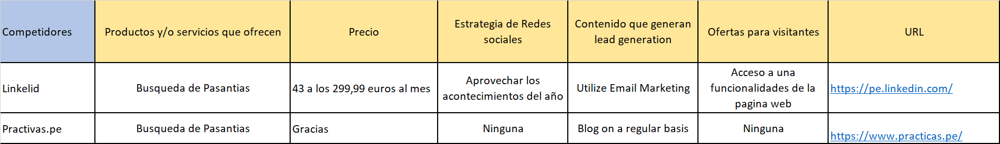 Competidores
Productos y/o servicios que ofrecen
Precio
Estrategia de Redes
sociales
Contenido que generan
lead generation
Ofertas para visitantes
URL
Linkelid
Busqueda de Pasantias
43 a los 299,99 euros al mes
Aprovechar los
acontecimientos del año
Utilize Email Marketing
Acceso a una
funcionalidades de la
pagina web
https://pe.linkedin.com/
Practivas.pe
Busqueda de Pasantias
Gracias
Ninguna
Blog on a regular basis
Ninguna
https://www.practicas.pe/